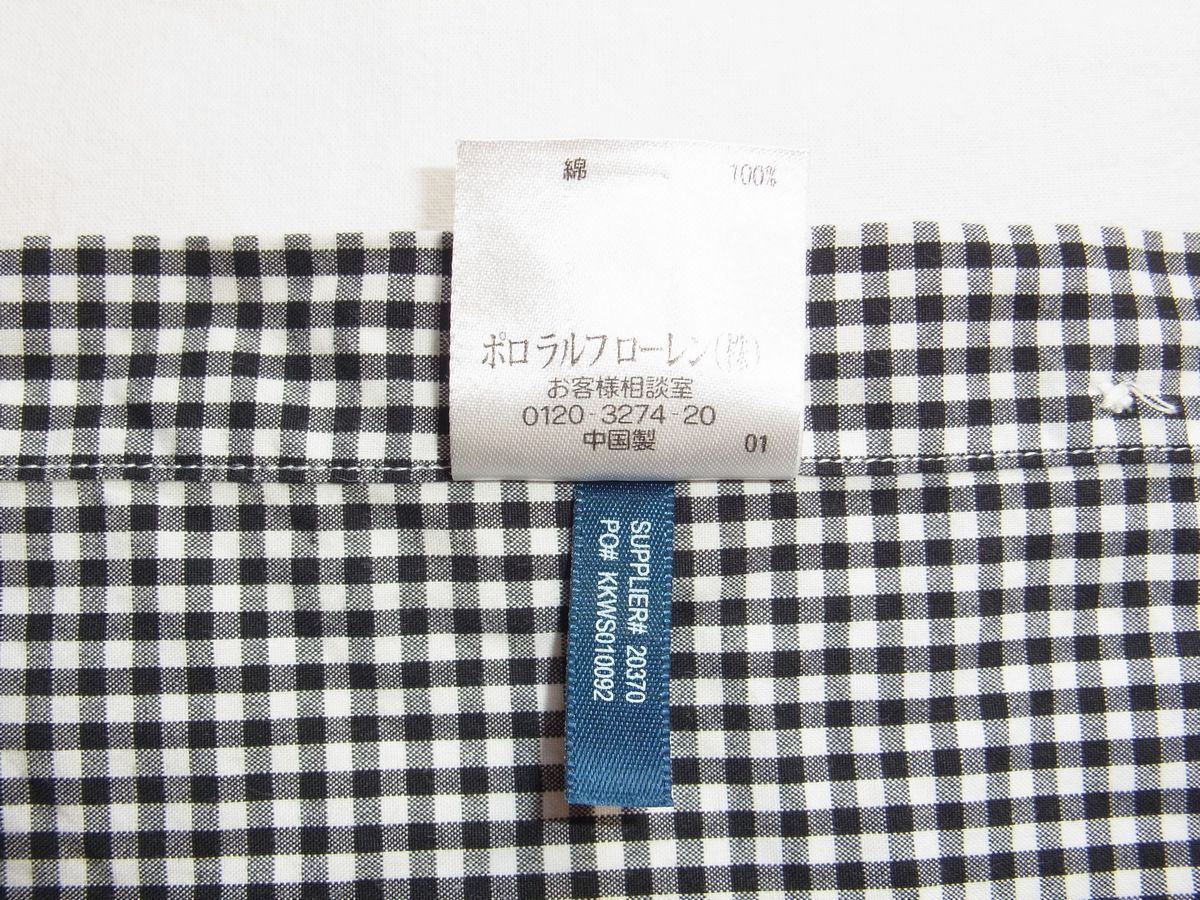 綿 100%
ポロ ラルフ ローレン(株)
お客様相談室
0120-3274-20
中国製 01
SUPPLIER# 20370
PO# KKWS010092